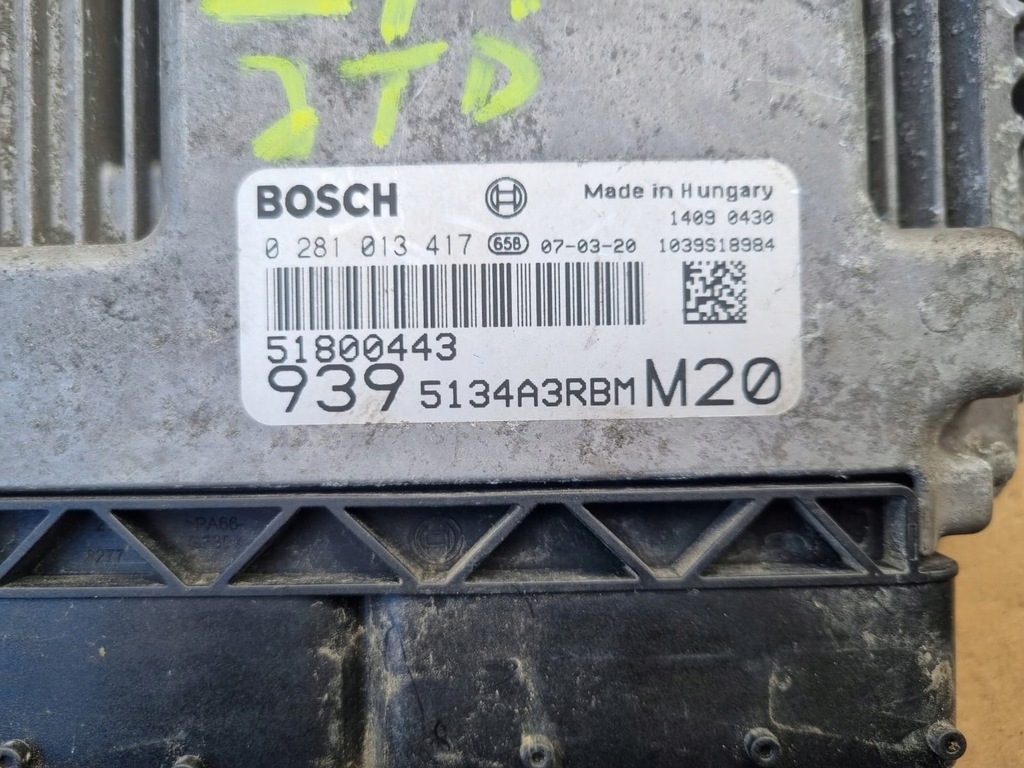 JTD
BOSCH
Made in Hungary
1409 0430
0 281 013 417 658 07-03-20 1039S18984
51800443
939 5134A3RBM M20